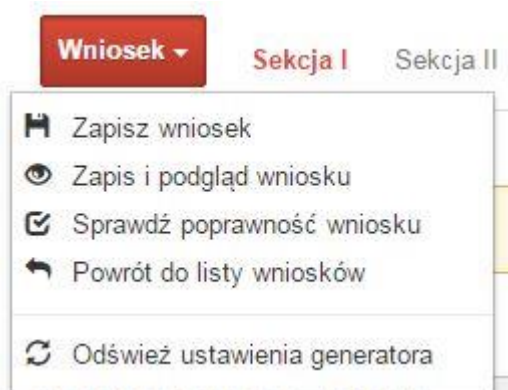 Wniosek Sekcja I Sekcja II
Zapisz wniosek
Zapis i podgląd wniosku
Sprawdź poprawność wniosku
Powrót do listy wniosków
Odśwież ustawienia generatora